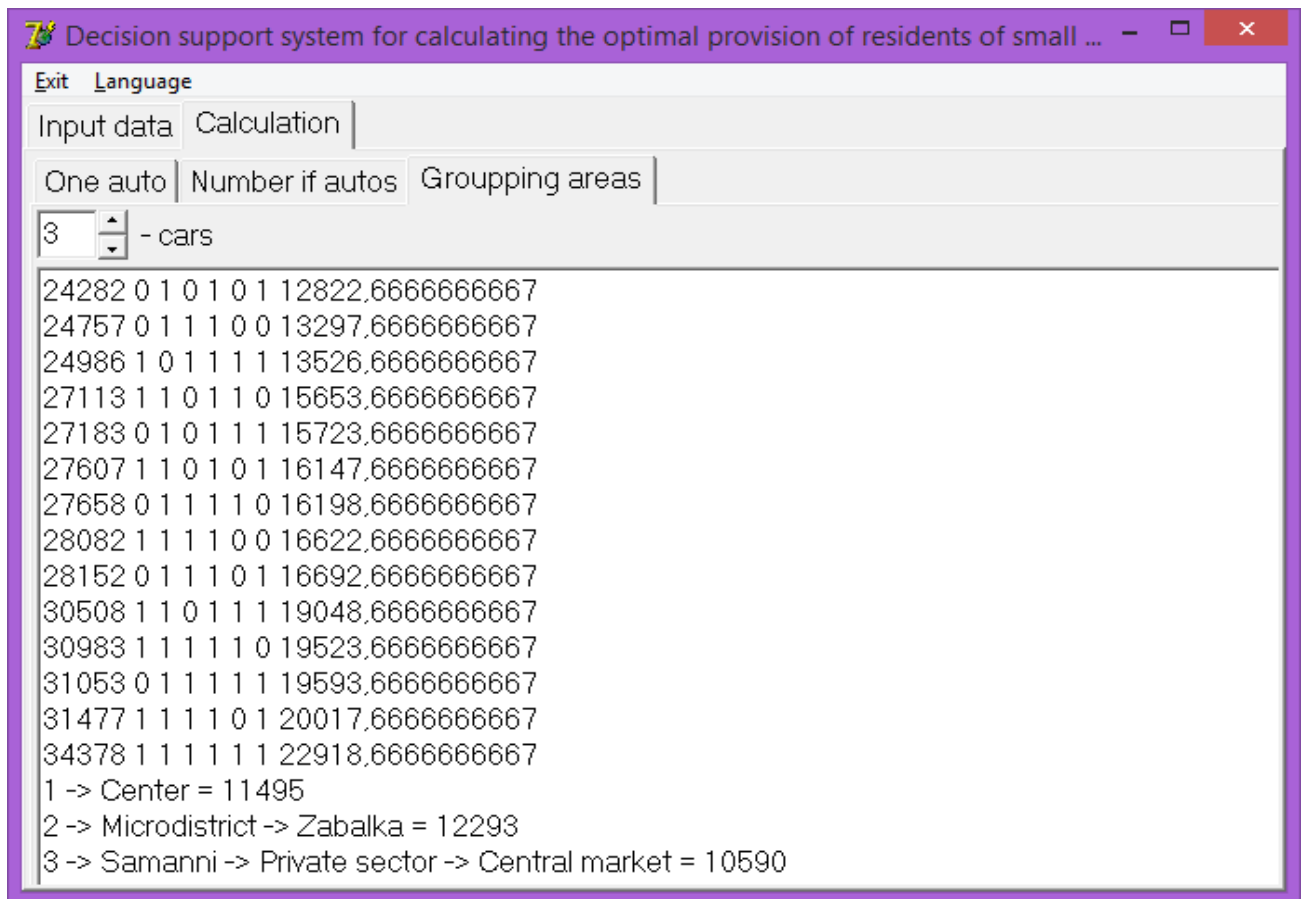 Decision support system for calculating the optimal provision of residents of small ...
Exit Language
Input data Calculation
One auto Number if autos Groupping areas
3 - cars
24282 0 1 0 1 0 1 12822,6666666667
24757 0 1 1 1 0 0 13297,6666666667
24986 1 0 1 1 1 1 13526,6666666667
27113 1 1 0 1 1 0 15653,6666666667
27183 0 1 0 1 1 1 15723,6666666667
27607 1 1 0 1 0 1 16147,6666666667
27658 0 1 1 1 1 0 16198,6666666667
28082 1 1 1 1 0 0 16622,6666666667
28152 0 1 1 1 0 1 16692,6666666667
30508 1 1 0 1 1 1 19048,6666666667
30983 1 1 1 1 1 0 19523,6666666667
31053 0 1 1 1 1 1 19593,6666666667
31477 1 1 1 1 0 1 20017,6666666667
34378 1 1 1 1 1 1 22918,6666666667
1 -> Center = 11495
2 -> Microdistrict -> Zabalka = 12293
3 -> Samanni -> Private sector -> Central market = 10590